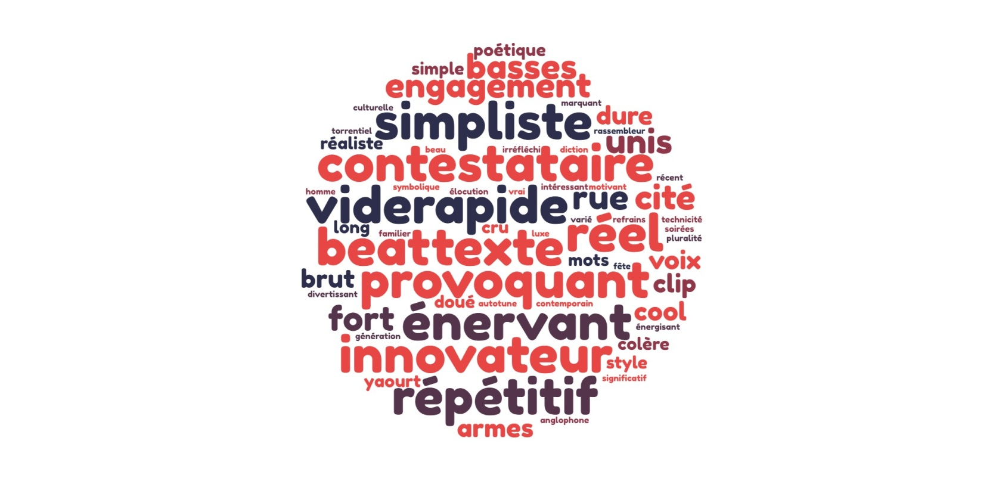 poétique
simple basses
engagement
culturelle marquant
simpliste dure
torrentiel rassembleur
réaliste unis
beau irréfléchi diction
contestataire
récent
symbolique intéressant motivant
homme élocution vrai
viderapide rue cité
varié refrains technicité
long cru réel soirées
familier luxe pluralité
beattexte
mots voix
fête
brut provoquant clip
divertissant
doué autotune contemporain
fort énervant cool
énergisant
génération
innovateur colère
style
yaourt significatif
répétitif
anglophone
armes